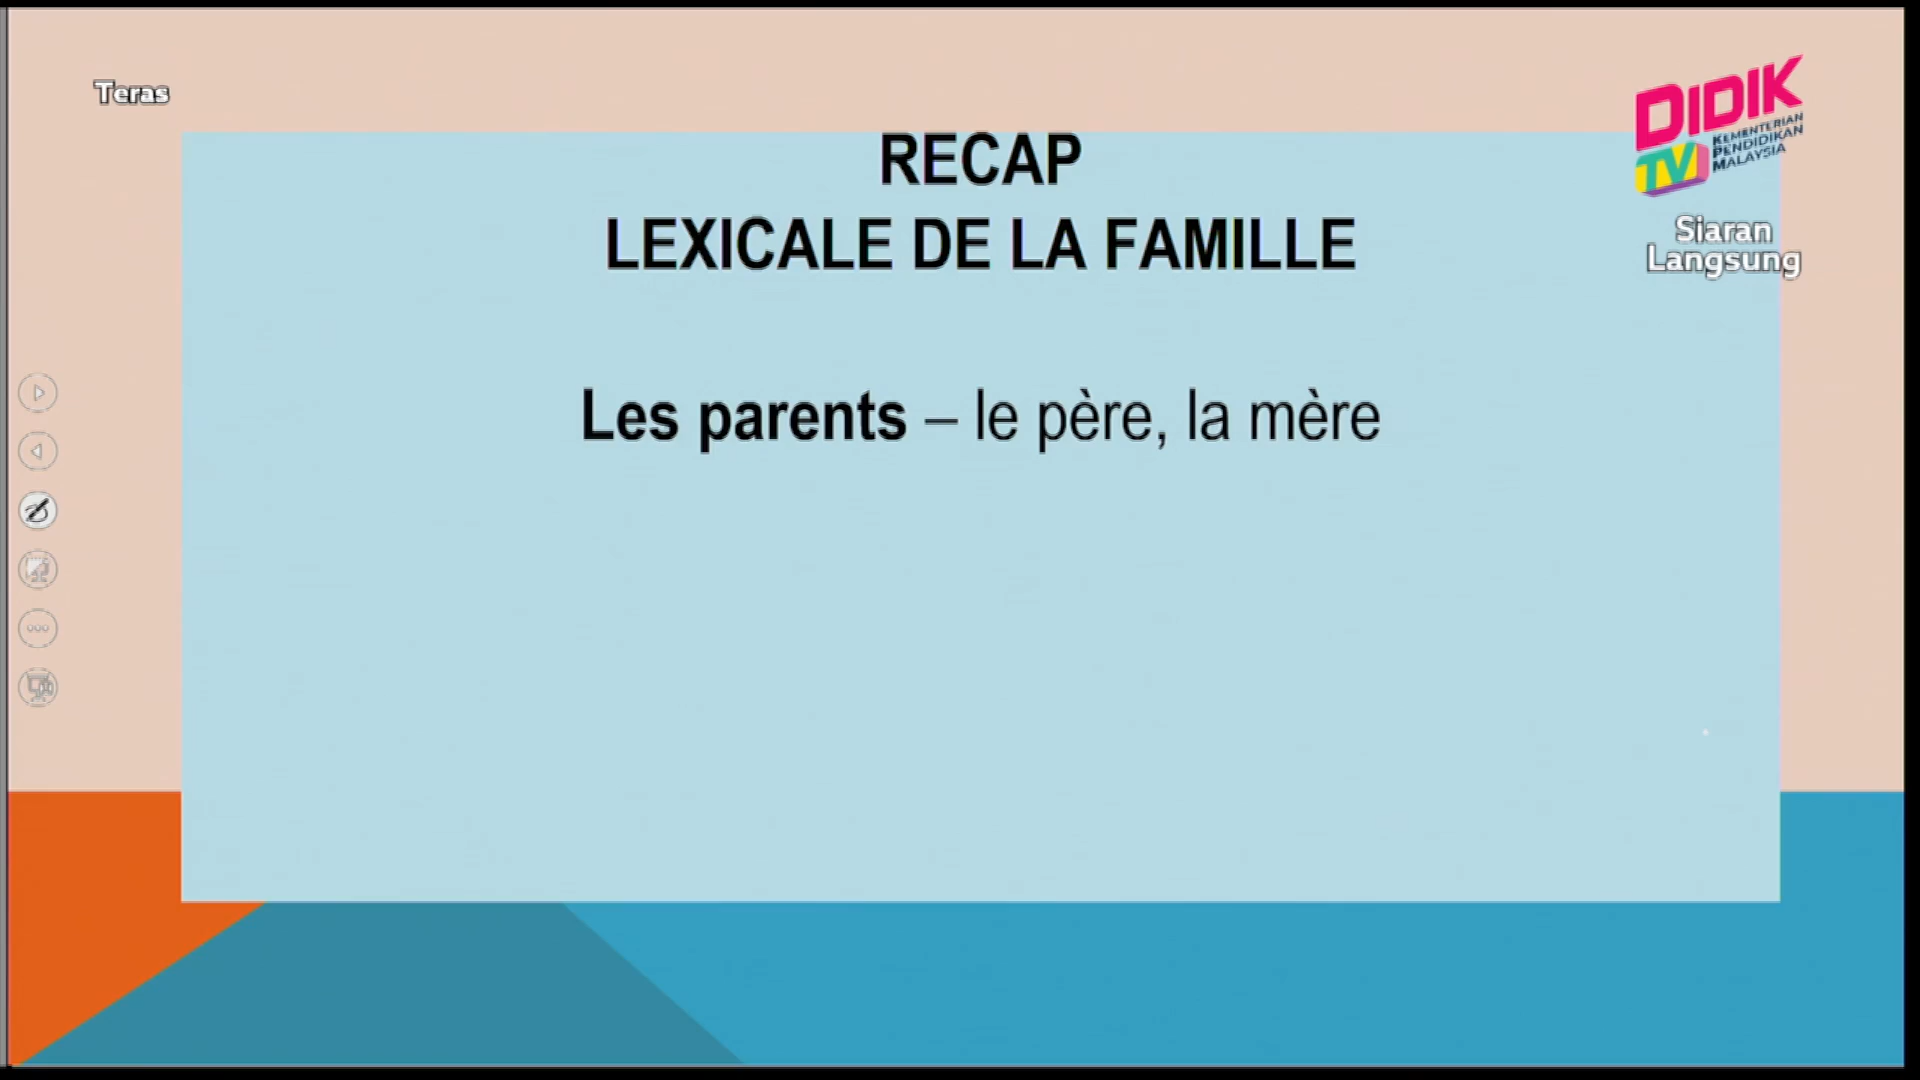 Teras
DIDIK
TV
KEMENTERIAN
PENDIDIKAN
MALAYSIA
Siaran
Langsung
RECAP
LEXICALE DE LA FAMILLE
Les parents – le père, la mère